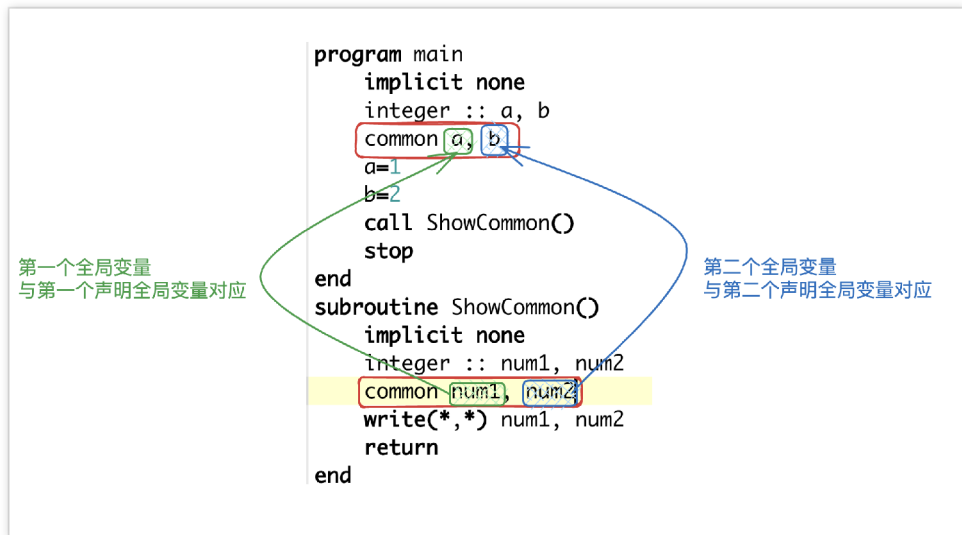 program main
implicit none
integer :: a, b
common a, b
a=1
b=2
call ShowCommon()
stop
end
第一个全局变量
与第一个声明全局变量对应
第二个全局变量
与第二个声明全局变量对应
subroutine ShowCommon()
implicit none
integer :: num1, num2
common num1, num2
write(*,*) num1, num2
return
end